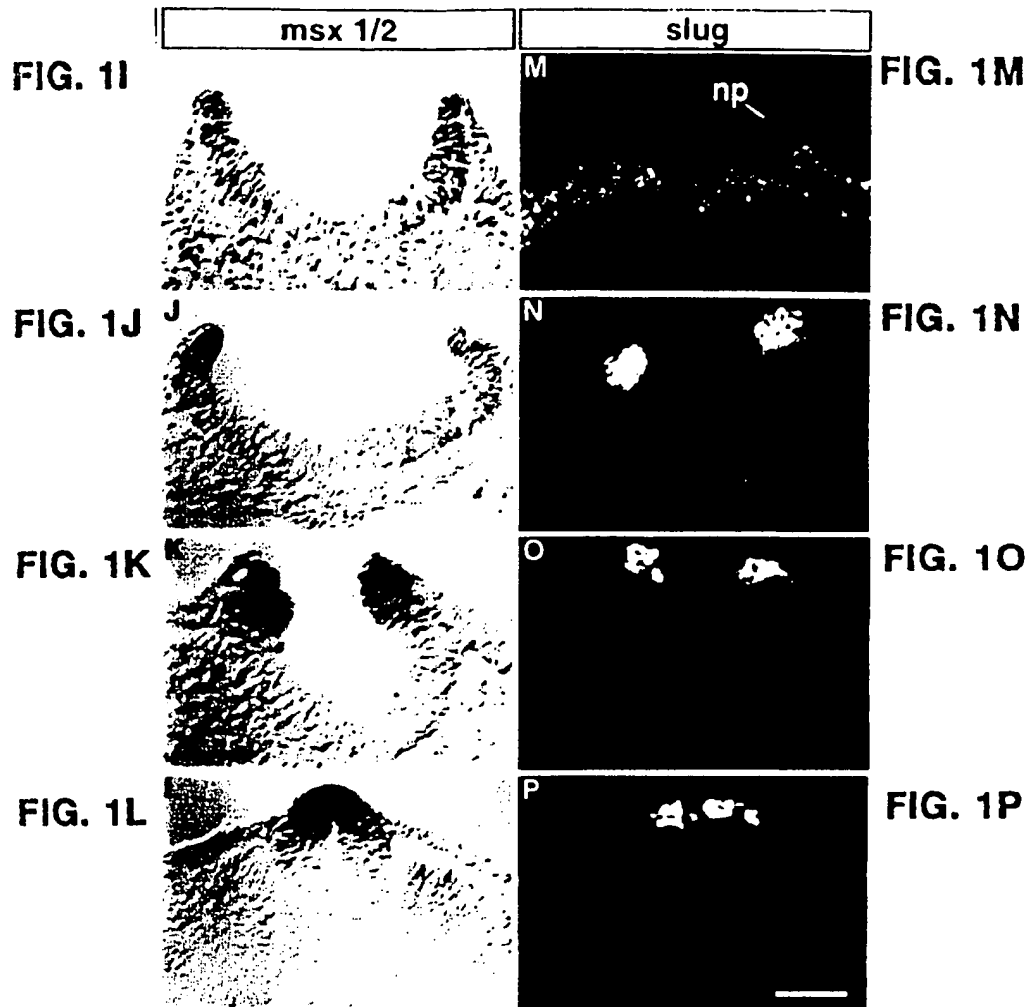 msx 1/2 slug
FIG. 1I M np FIG. 1M
FIG. 1J J N FIG. 1N
FIG. 1K K O FIG. 1O
FIG. 1L P FIG. 1P